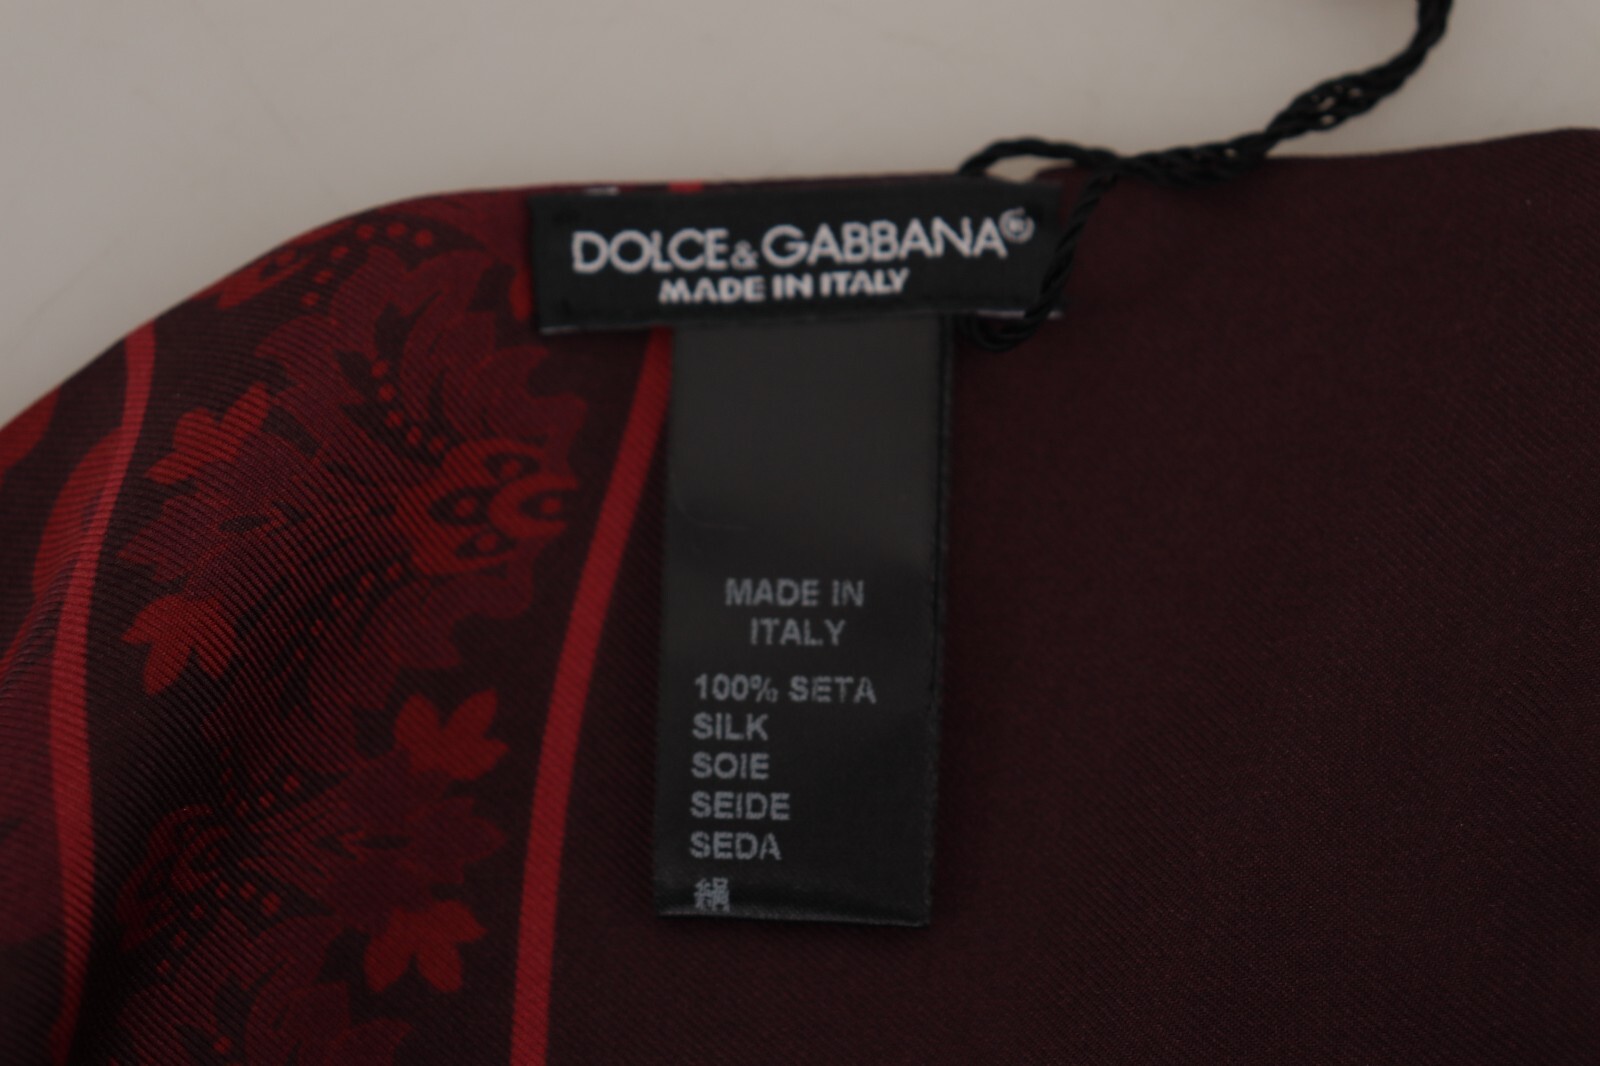 DOLCE&GABBANA®
MADE IN ITALY
MADE IN
ITALY
100% SETA
SILK
SOIE
SEIDE
SEDA
絹